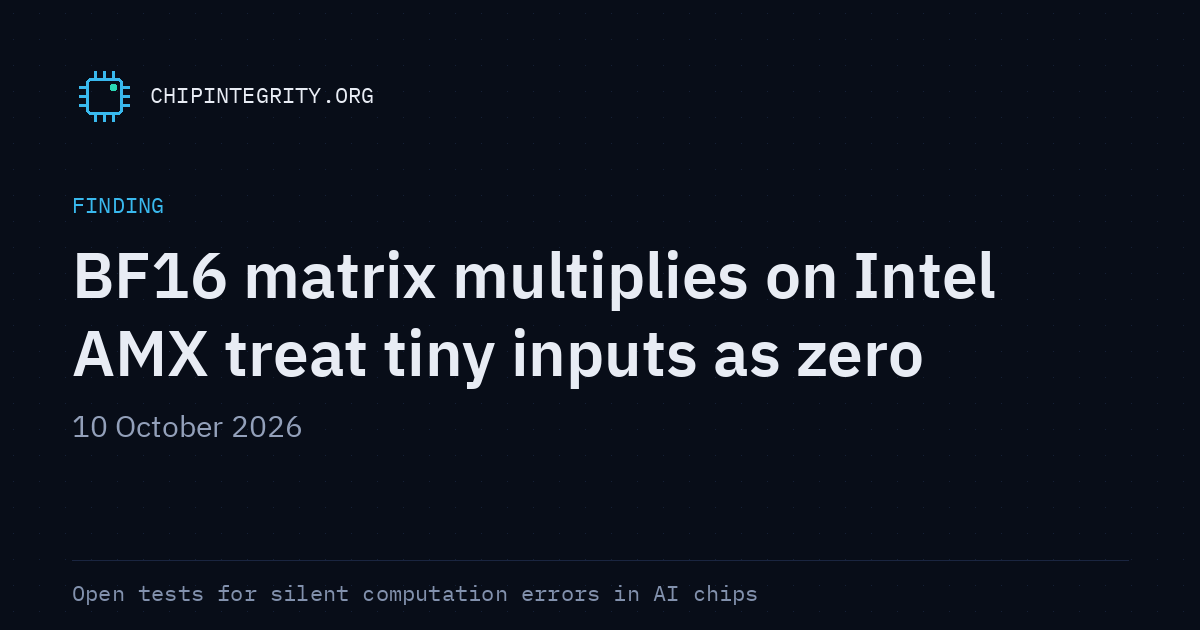 CHIPINTEGRITY.ORG
FINDING
BF16 matrix multiplies on Intel
AMX treat tiny inputs as zero
10 October 2026
Open tests for silent computation errors in AI chips